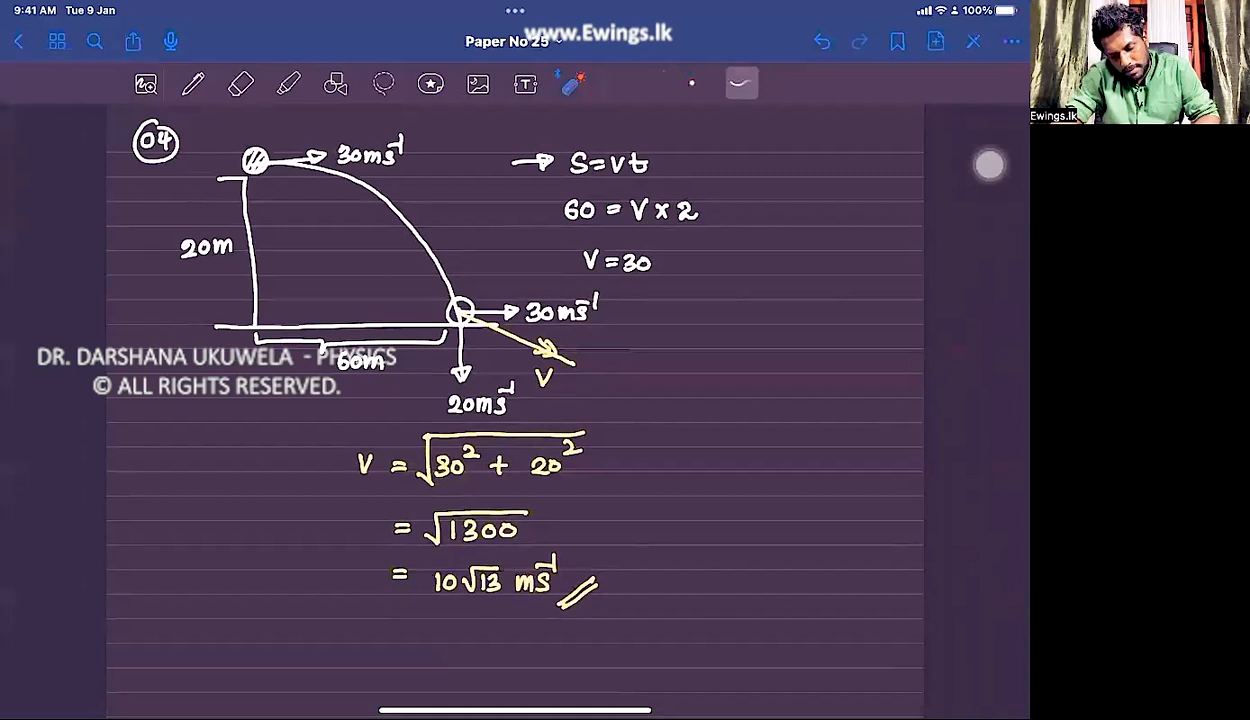 9:41 AM Tue 9 Jan
100%
www.Ewings.lk
Paper No 25
Ewings.lk
04
30ms⁻¹
→ S = vt
60 = V × 2
20m
V = 30
30ms⁻¹
DR. DARSHANA UKUWELA - PHYSICS
60m
© ALL RIGHTS RESERVED.
V
20ms⁻¹
V = √(30² + 20²)
= √1300
= 10√13 ms⁻¹